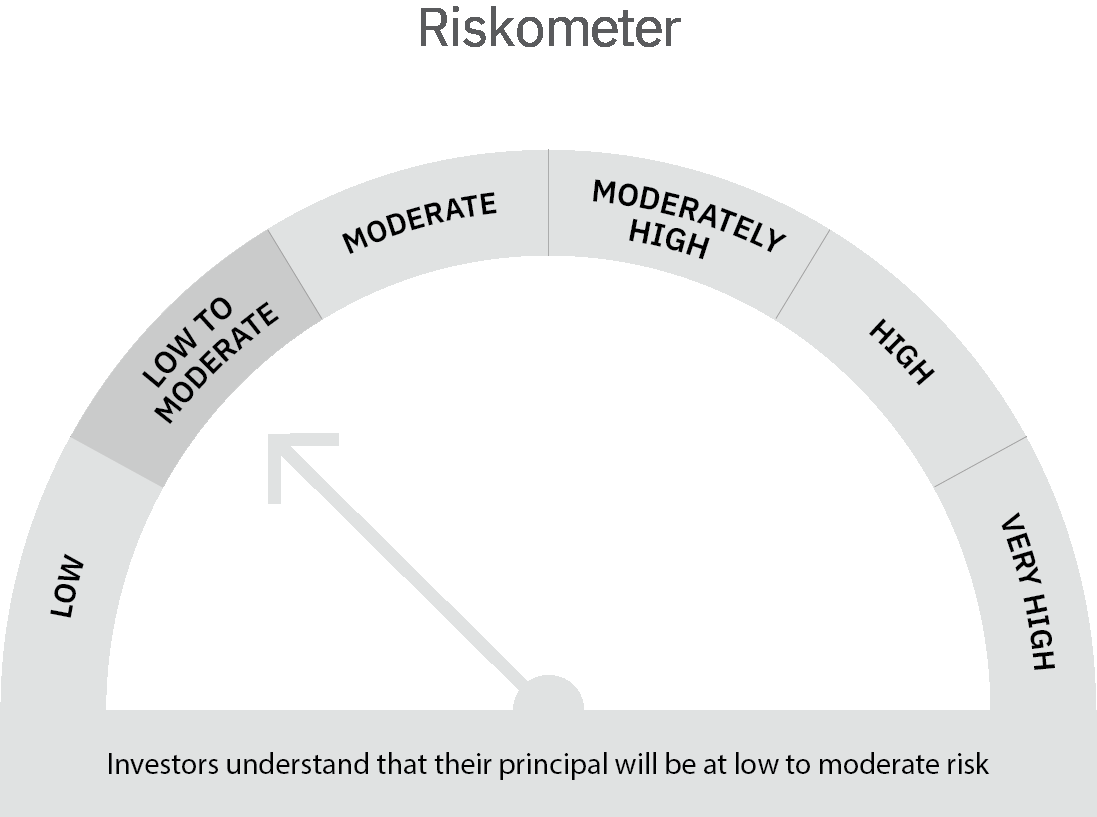 Riskometer
LOW
LOW TO
MODERATE
MODERATE
MODERATELY
HIGH
HIGH
VERY HIGH
Investors understand that their principal will be at low to moderate risk